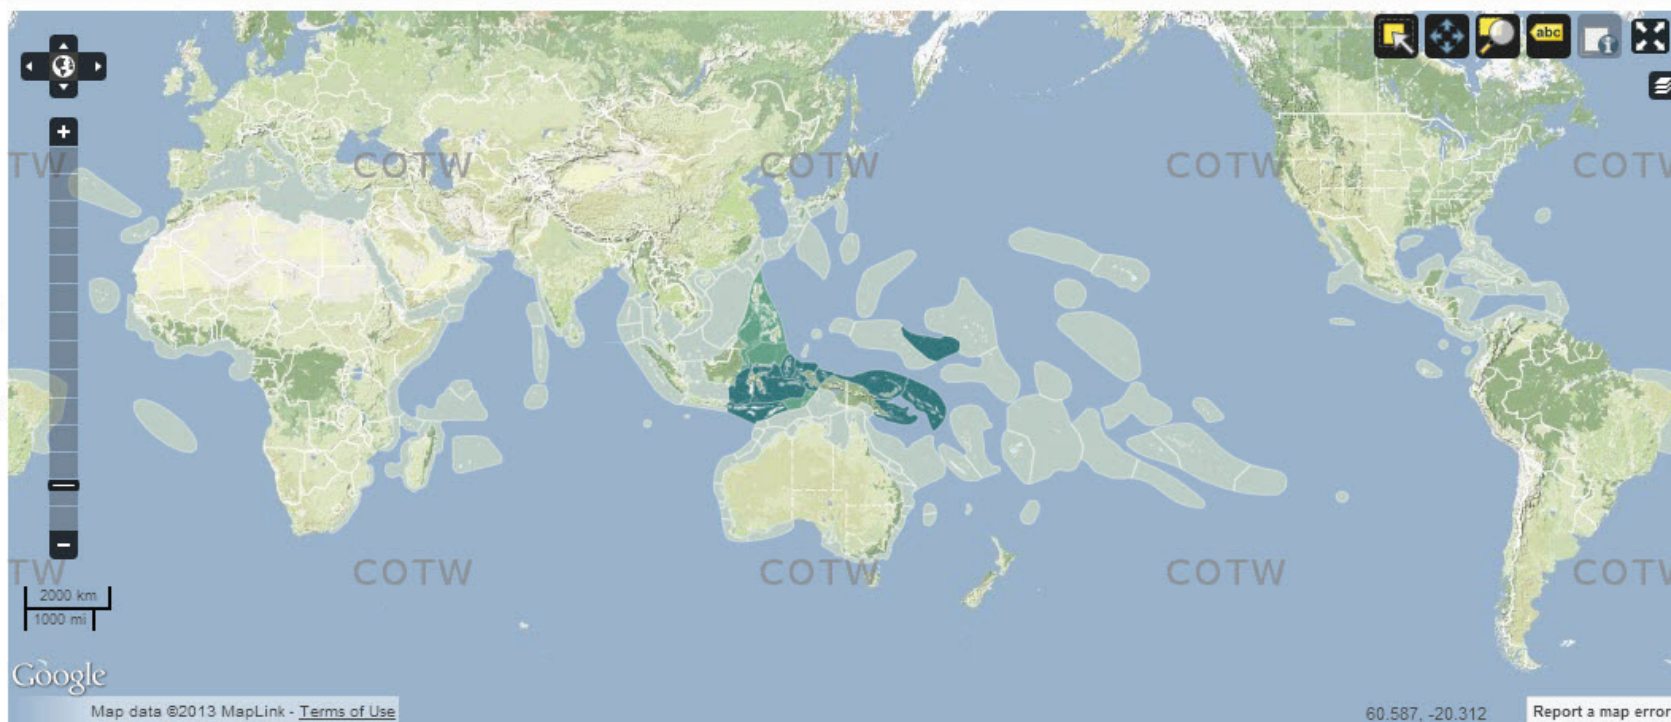 abc
TW COTW COTW COTW COTW
TW COTW COTW COTW COTW
2000 km
1000 mi
Google
Map data ©2013 MapLink - Terms of Use
60.587, -20.312
Report a map error